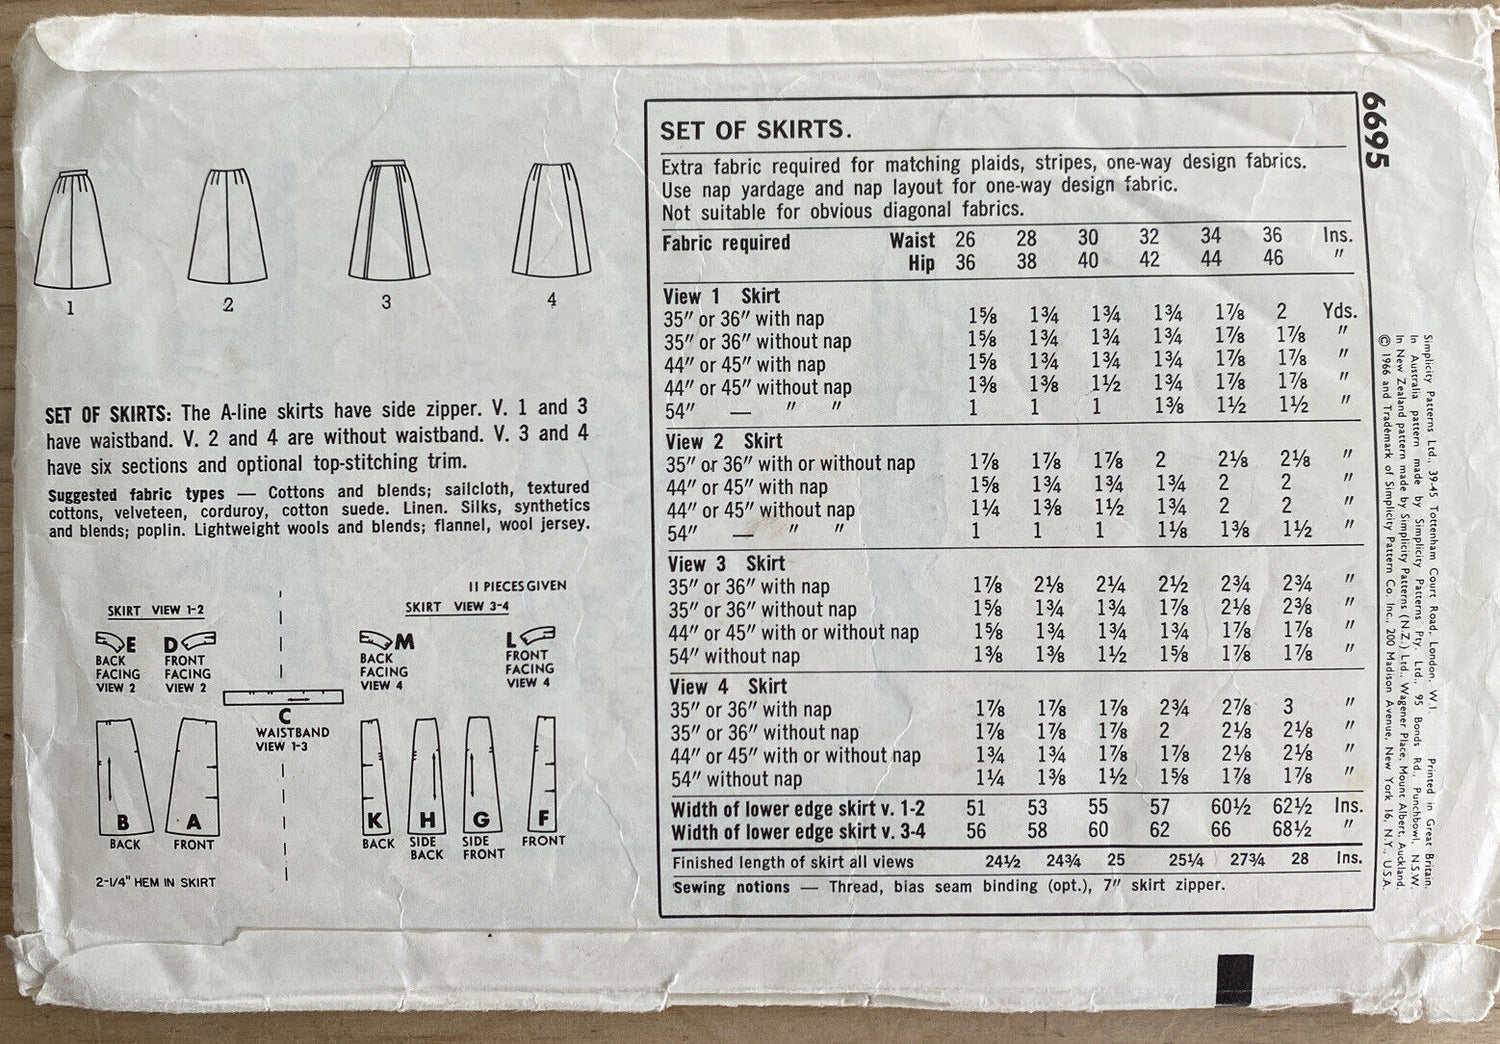 1
2
3
4
SET OF SKIRTS: The A-line skirts have side zipper. V. 1 and 3
have waistband. V. 2 and 4 are without waistband. V. 3 and 4
have six sections and optional top-stitching trim.
Suggested fabric types — Cottons and blends; sailcloth, textured
cottons, velveteen, corduroy, cotton suede. Linen. Silks, synthetics
and blends; poplin. Lightweight wools and blends; flannel, wool jersey.
11 PIECES GIVEN
SKIRT VIEW 1-2
SKIRT VIEW 3-4
E
BACK
FACING
VIEW 2
D
FRONT
FACING
VIEW 2
M
BACK
FACING
VIEW 4
L
FRONT
FACING
VIEW 4
C
WAISTBAND
VIEW 1-3
B
BACK
A
FRONT
K
BACK
H
SIDE
BACK
G
SIDE
FRONT
F
FRONT
2-1/4" HEM IN SKIRT
SET OF SKIRTS.
Extra fabric required for matching plaids, stripes, one-way design fabrics.
Use nap yardage and nap layout for one-way design fabric.
Not suitable for obvious diagonal fabrics.
Fabric required Waist 26 28 30 32 34 36 Ins.
Hip 36 38 40 42 44 46 "
View 1 Skirt
35" or 36" with nap 1⅝ 1¾ 1¾ 1¾ 1⅞ 2 Yds.
35" or 36" without nap 1⅝ 1¾ 1¾ 1¾ 1⅞ 1⅞ "
44" or 45" with nap 1⅝ 1¾ 1¾ 1¾ 1⅞ 1⅞ "
44" or 45" without nap 1⅜ 1⅜ 1½ 1¾ 1⅞ 1⅞ "
54" — " " 1 1 1 1⅜ 1½ 1½ "
View 2 Skirt
35" or 36" with or without nap 1⅞ 1⅞ 1⅞ 2 2⅛ 2⅛ "
44" or 45" with nap 1⅝ 1¾ 1¾ 1¾ 2 2 "
44" or 45" without nap 1¼ 1⅜ 1½ 1¾ 2 2 "
54" — " " 1 1 1 1⅛ 1⅜ 1½ "
View 3 Skirt
35" or 36" with nap 1⅞ 2⅛ 2¼ 2½ 2¾ 2¾ "
35" or 36" without nap 1⅝ 1¾ 1¾ 1⅞ 2⅛ 2⅜ "
44" or 45" with or without nap 1⅝ 1¾ 1¾ 1¾ 1⅞ 1⅞ "
54" without nap 1⅜ 1⅜ 1½ 1⅝ 1⅞ 1⅞ "
View 4 Skirt
35" or 36" with nap 1⅞ 1⅞ 1⅞ 2¾ 2⅞ 3 "
35" or 36" without nap 1⅞ 1⅞ 1⅞ 2 2⅛ 2⅛ "
44" or 45" with or without nap 1¾ 1¾ 1⅞ 1⅞ 2⅛ 2⅛ "
54" without nap 1¼ 1⅜ 1½ 1⅝ 1⅞ 1⅞ "
Width of lower edge skirt v. 1-2 51 53 55 57 60½ 62½ Ins.
Width of lower edge skirt v. 3-4 56 58 60 62 66 68½ "
Finished length of skirt all views 24½ 24¾ 25 25¼ 27¾ 28 Ins.
Sewing notions — Thread, bias seam binding (opt.), 7" skirt zipper.
6695
Simplicity Patterns Ltd., 39-45 Tottenham Court Road, London, W.1. Printed in Great Britain.
In Australia pattern made by Simplicity Patterns Pty. Ltd., 95 Bonds Rd., Punchbowl, N.S.W.
In New Zealand pattern made by Simplicity Patterns (N.Z.) Ltd., Wagener Place, Mount Albert, Auckland.
© 1966 and Trademark of Simplicity Pattern Co. Inc., 200 Madison Avenue, New York 16, N.Y., U.S.A.